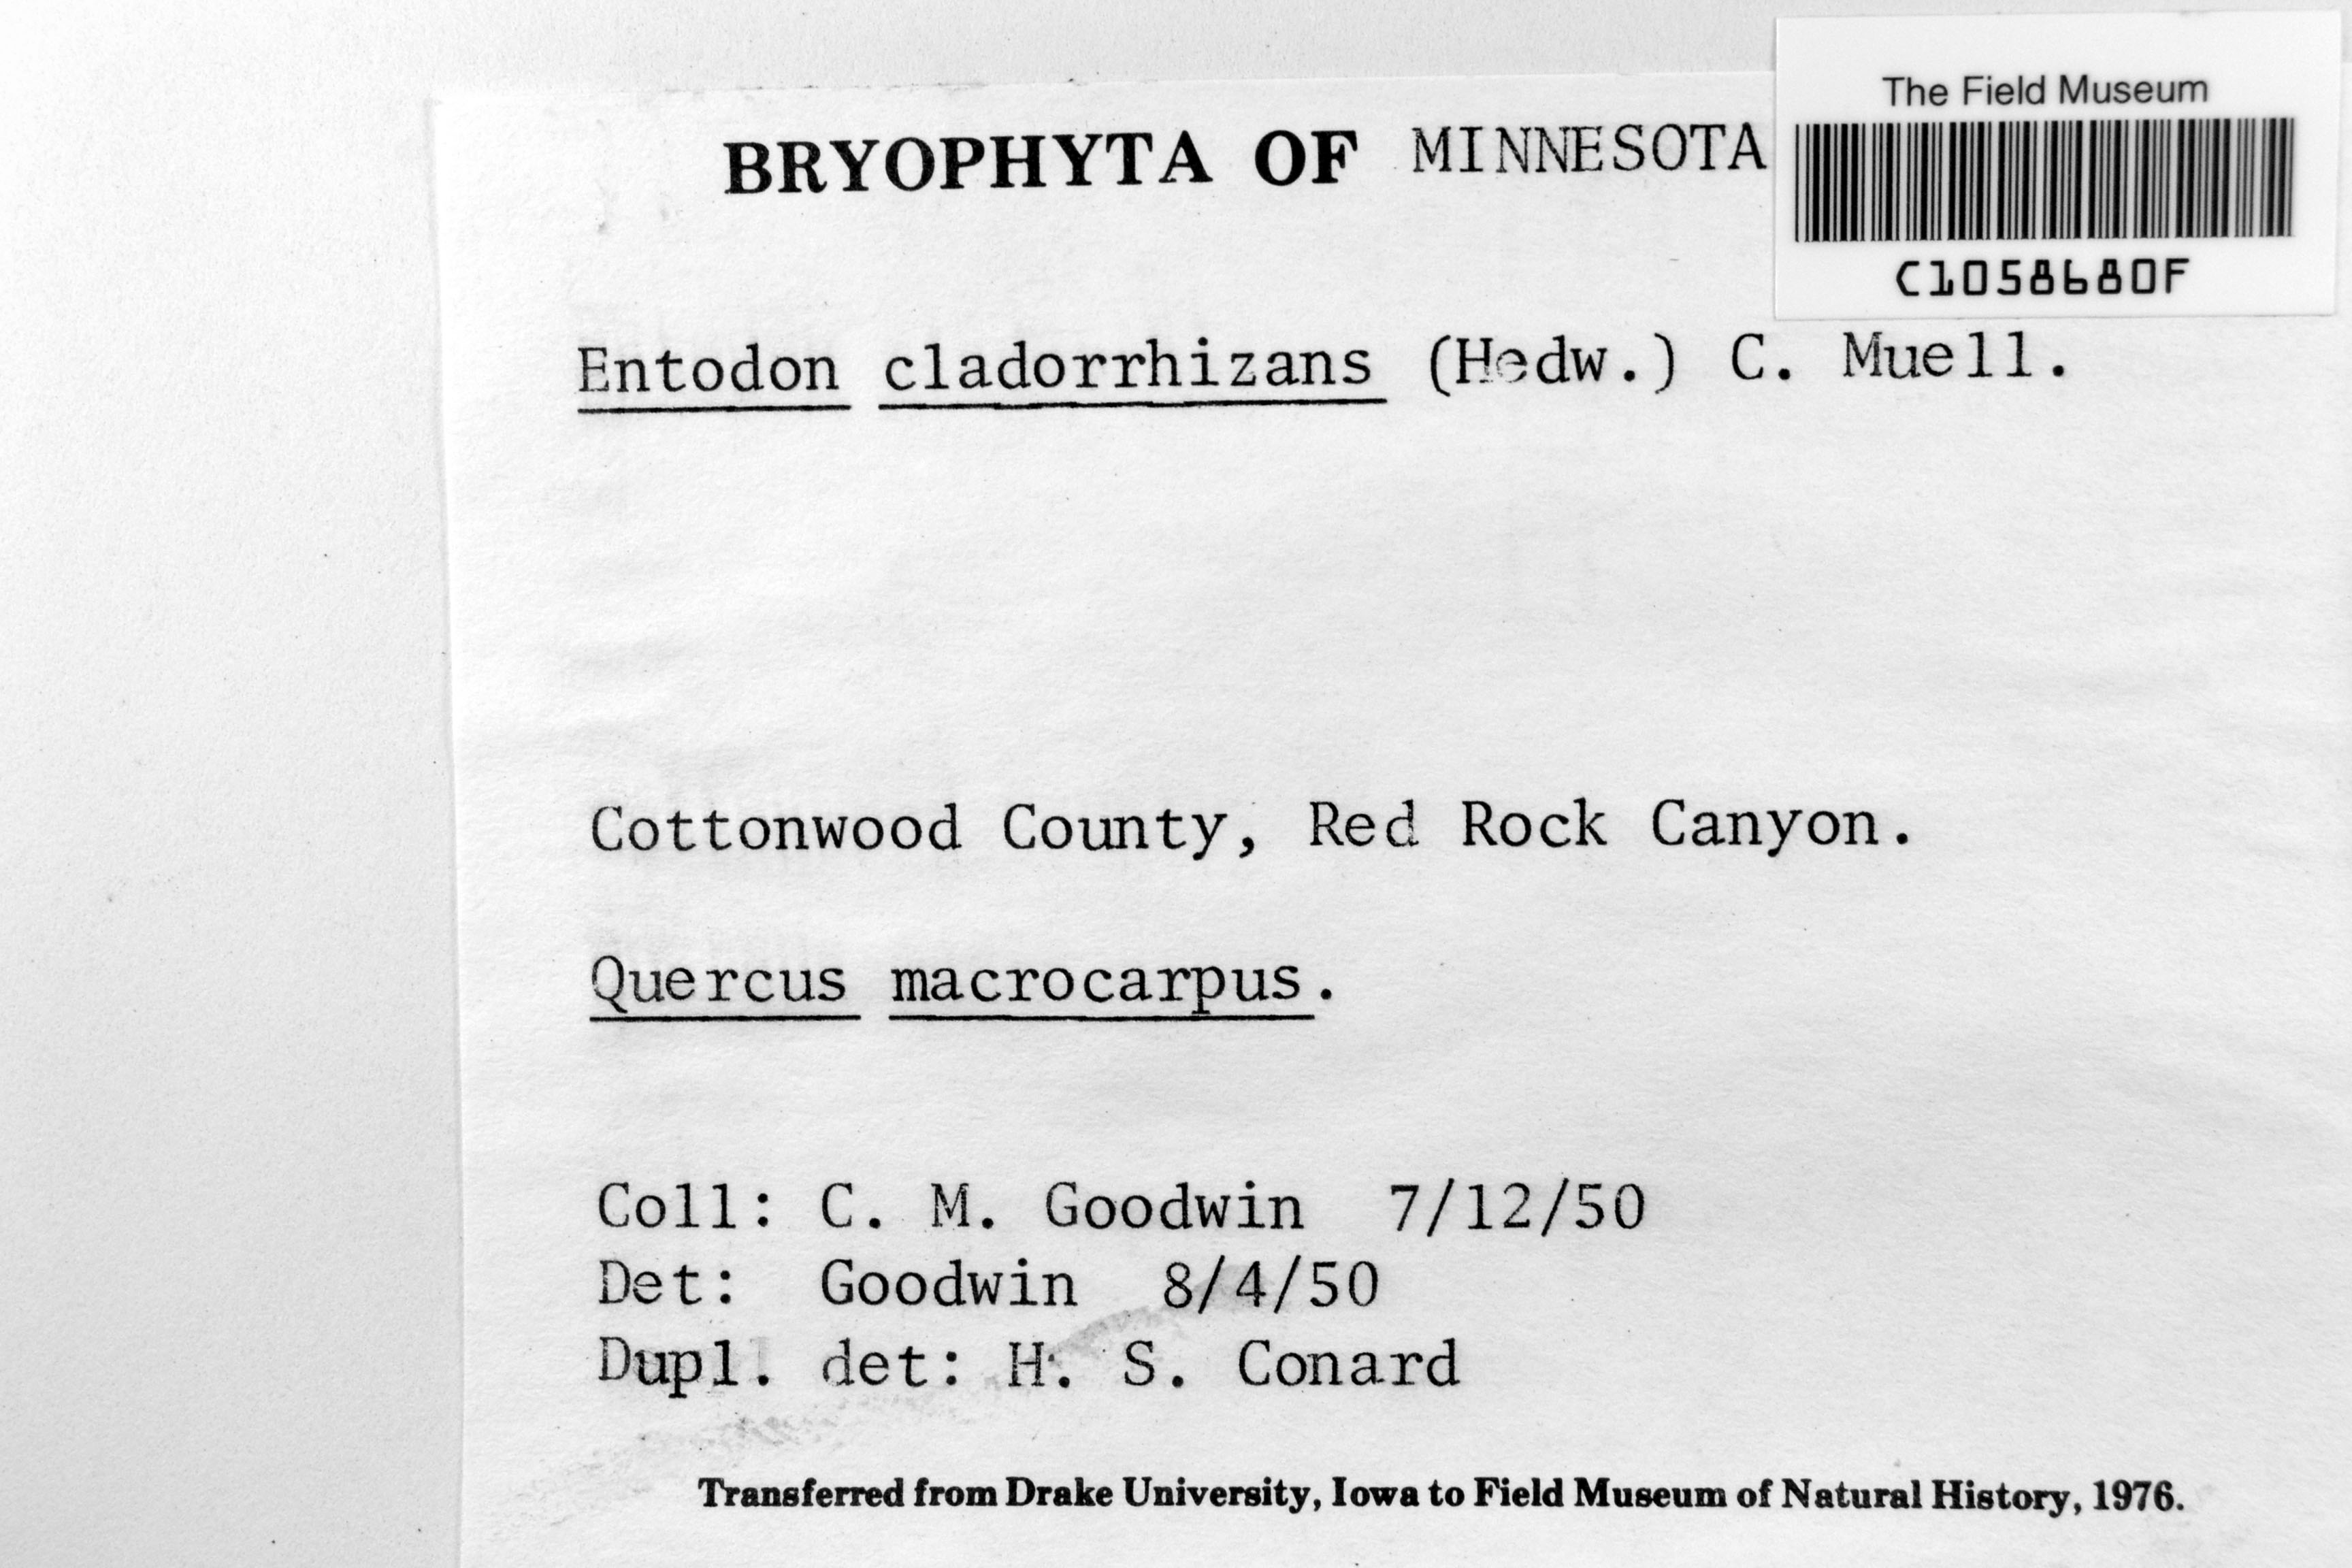 The Field Museum
BRYOPHYTA OF MINNESOTA
C1058680F
Entodon cladorrhizans (Hedw.) C. Muell.
Cottonwood County, Red Rock Canyon.
Quercus macrocarpus.
Coll: C. M. Goodwin 7/12/50
Det: Goodwin 8/4/50
Dupl. det: H. S. Conard
Transferred from Drake University, Iowa to Field Museum of Natural History, 1976.